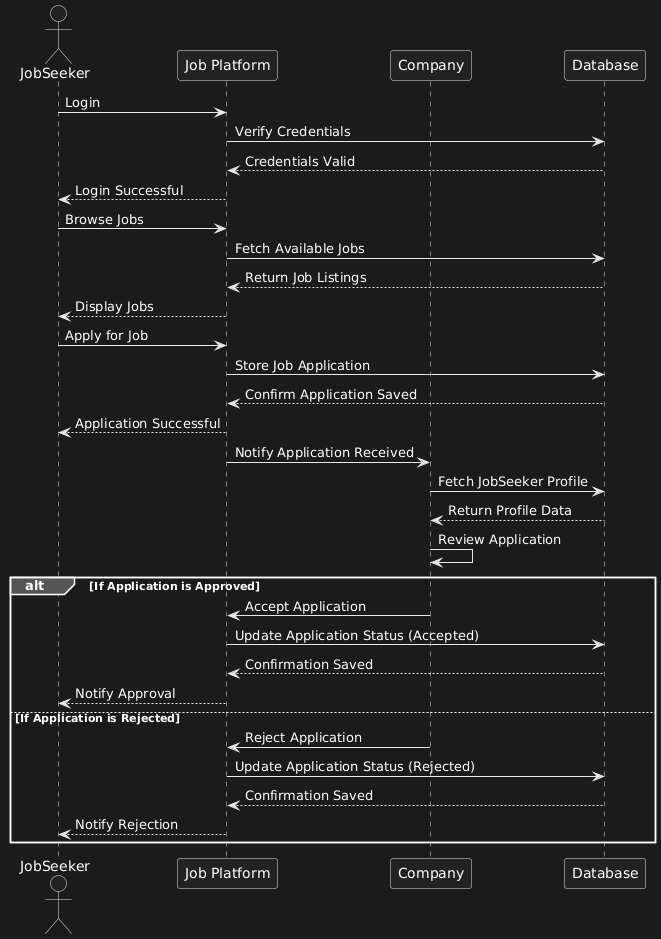 JobSeeker
Job Platform
Company
Database
Login
Verify Credentials
Credentials Valid
Login Successful
Browse Jobs
Fetch Available Jobs
Return Job Listings
Display Jobs
Apply for Job
Store Job Application
Confirm Application Saved
Application Successful
Notify Application Received
Fetch JobSeeker Profile
Return Profile Data
Review Application
alt [If Application is Approved]
Accept Application
Update Application Status (Accepted)
Confirmation Saved
Notify Approval
[If Application is Rejected]
Reject Application
Update Application Status (Rejected)
Confirmation Saved
Notify Rejection
JobSeeker
Job Platform
Company
Database